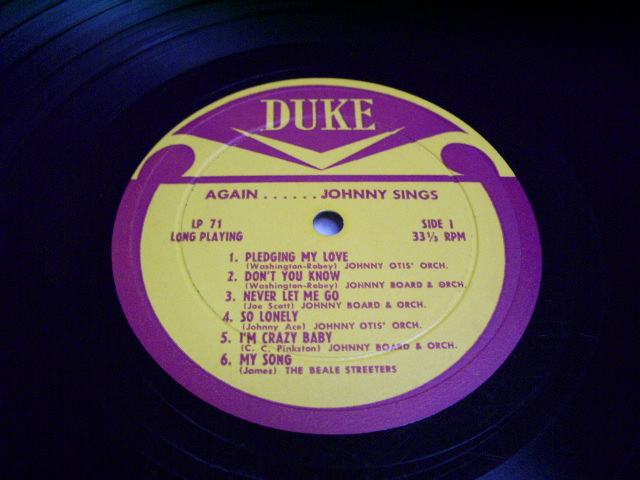 DUKE
AGAIN......JOHNNY SINGS
LP 71 SIDE 1
LONG PLAYING 33⅓ RPM
1. PLEDGING MY LOVE
(Washington-Robey) JOHNNY OTIS' ORCH.
2. DON'T YOU KNOW
(Washington-Robey) JOHNNY BOARD & ORCH.
3. NEVER LET ME GO
(Joe Scott) JOHNNY BOARD & ORCH.
4. SO LONELY
(Johnny Ace) JOHNNY OTIS' ORCH.
5. I'M CRAZY BABY
(C. C. Pinkston) JOHNNY BOARD & ORCH.
6. MY SONG
(James) THE BEALE STREETERS